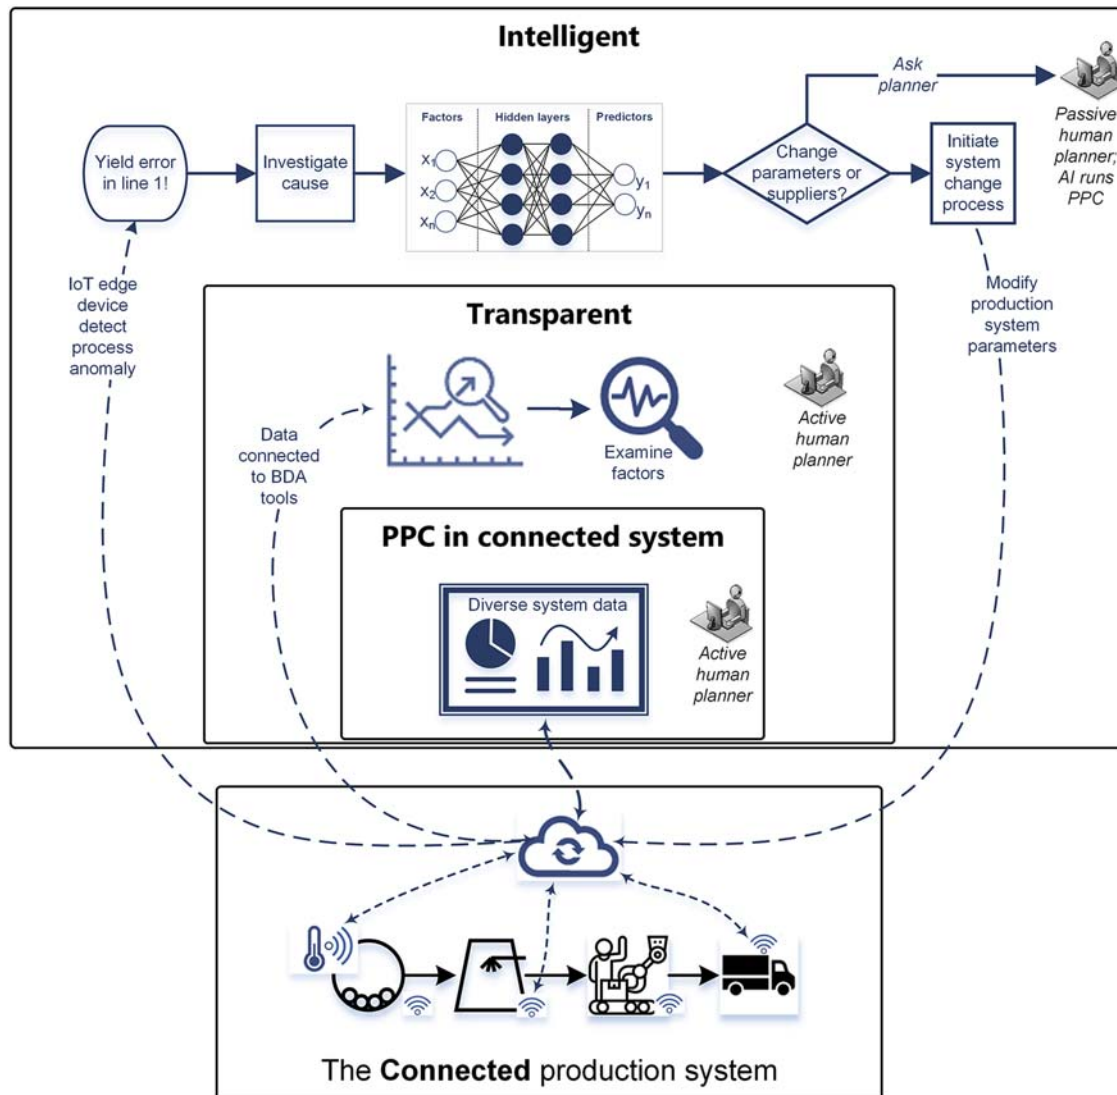 Intelligent
Ask
planner
Passive
human
planner;
AI runs
PPC
Yield error
in line 1!
Investigate
cause
Factors
Hidden layers
Predictors
x1
x2
xn
y1
yn
Change
parameters or
suppliers?
Initiate
system
change
process
IoT edge
device
detect
process
anomaly
Modify
production
system
parameters
Transparent
Data
connected
to BDA
tools
Examine
factors
Active
human
planner
PPC in connected system
Diverse system data
Active
human
planner
The Connected production system